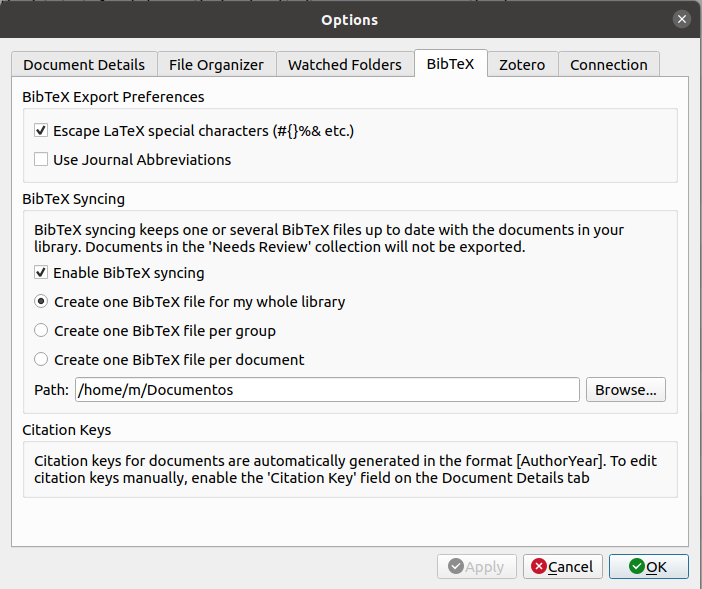 Options
Document Details File Organizer Watched Folders BibTeX Zotero Connection
BibTeX Export Preferences
Escape LaTeX special characters (#{}%& etc.)
Use Journal Abbreviations
BibTeX Syncing
BibTeX syncing keeps one or several BibTeX files up to date with the documents in your
library. Documents in the 'Needs Review' collection will not be exported.
Enable BibTeX syncing
Create one BibTeX file for my whole library
Create one BibTeX file per group
Create one BibTeX file per document
Path: /home/m/Documentos Browse...
Citation Keys
Citation keys for documents are automatically generated in the format [AuthorYear]. To edit
citation keys manually, enable the 'Citation Key' field on the Document Details tab
Apply Cancel OK